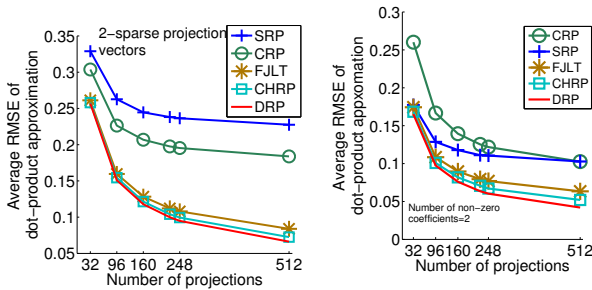 2−sparse projection
vectors
SRP
CRP
FJLT
CHRP
DRP
0.35
0.3
0.25
0.2
0.15
0.1
0.05
32 96 160 248 512
Number of projections
Average RMSE of
dot−product approximation
CRP
SRP
FJLT
CHRP
DRP
0.3
0.25
0.2
0.15
0.1
0.05
0
Number of non−zero
coefficients=2
32 96 160 248 512
Number of projections
Average RMSE of
dot−product appoximation